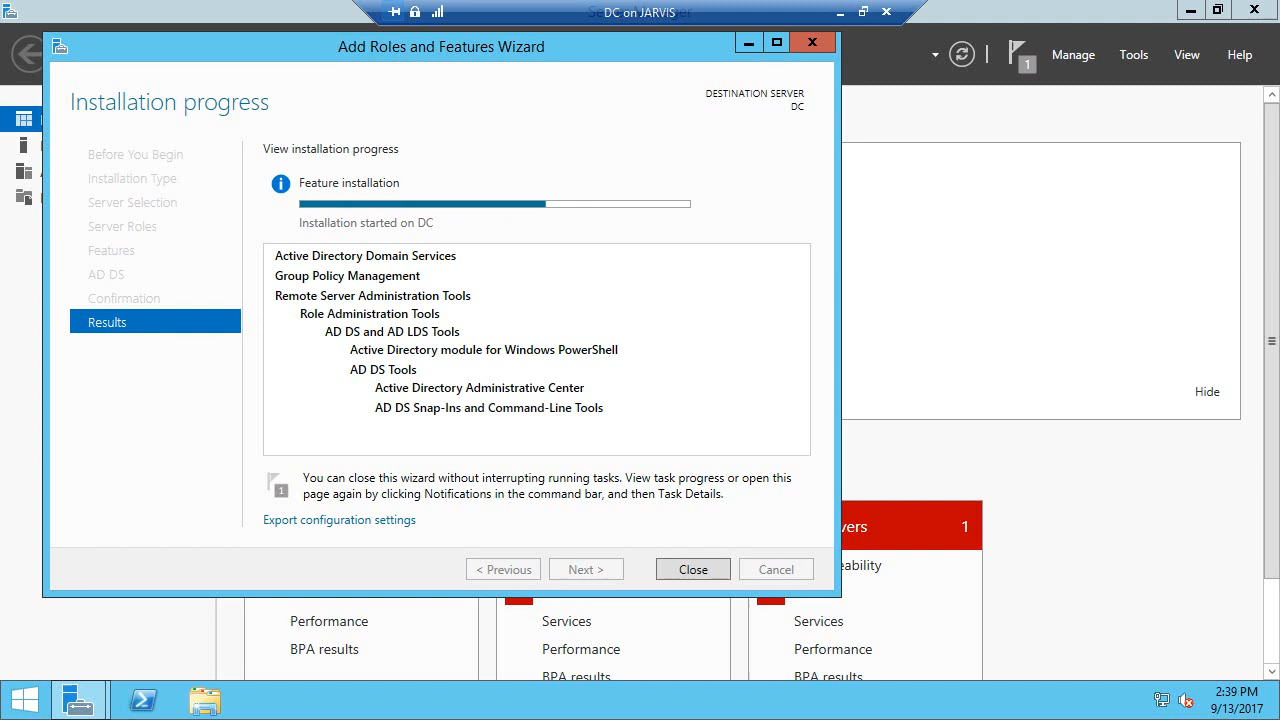 DC on JARVIS
Add Roles and Features Wizard
1
Manage
Tools
View
Help
Installation progress
DESTINATION SERVER
DC
Before You Begin
Installation Type
Server Selection
Server Roles
Features
AD DS
Confirmation
Results
View installation progress
Feature installation
Installation started on DC
Active Directory Domain Services
Group Policy Management
Remote Server Administration Tools
Role Administration Tools
AD DS and AD LDS Tools
Active Directory module for Windows PowerShell
AD DS Tools
Active Directory Administrative Center
AD DS Snap-Ins and Command-Line Tools
1
You can close this wizard without interrupting running tasks. View task progress or open this
page again by clicking Notifications in the command bar, and then Task Details.
Export configuration settings
< Previous
Next >
Close
Cancel
Hide
vers 1
eability
Performance
BPA results
Services
Performance
BPA results
Services
Performance
BPA results
2:39 PM
9/13/2017